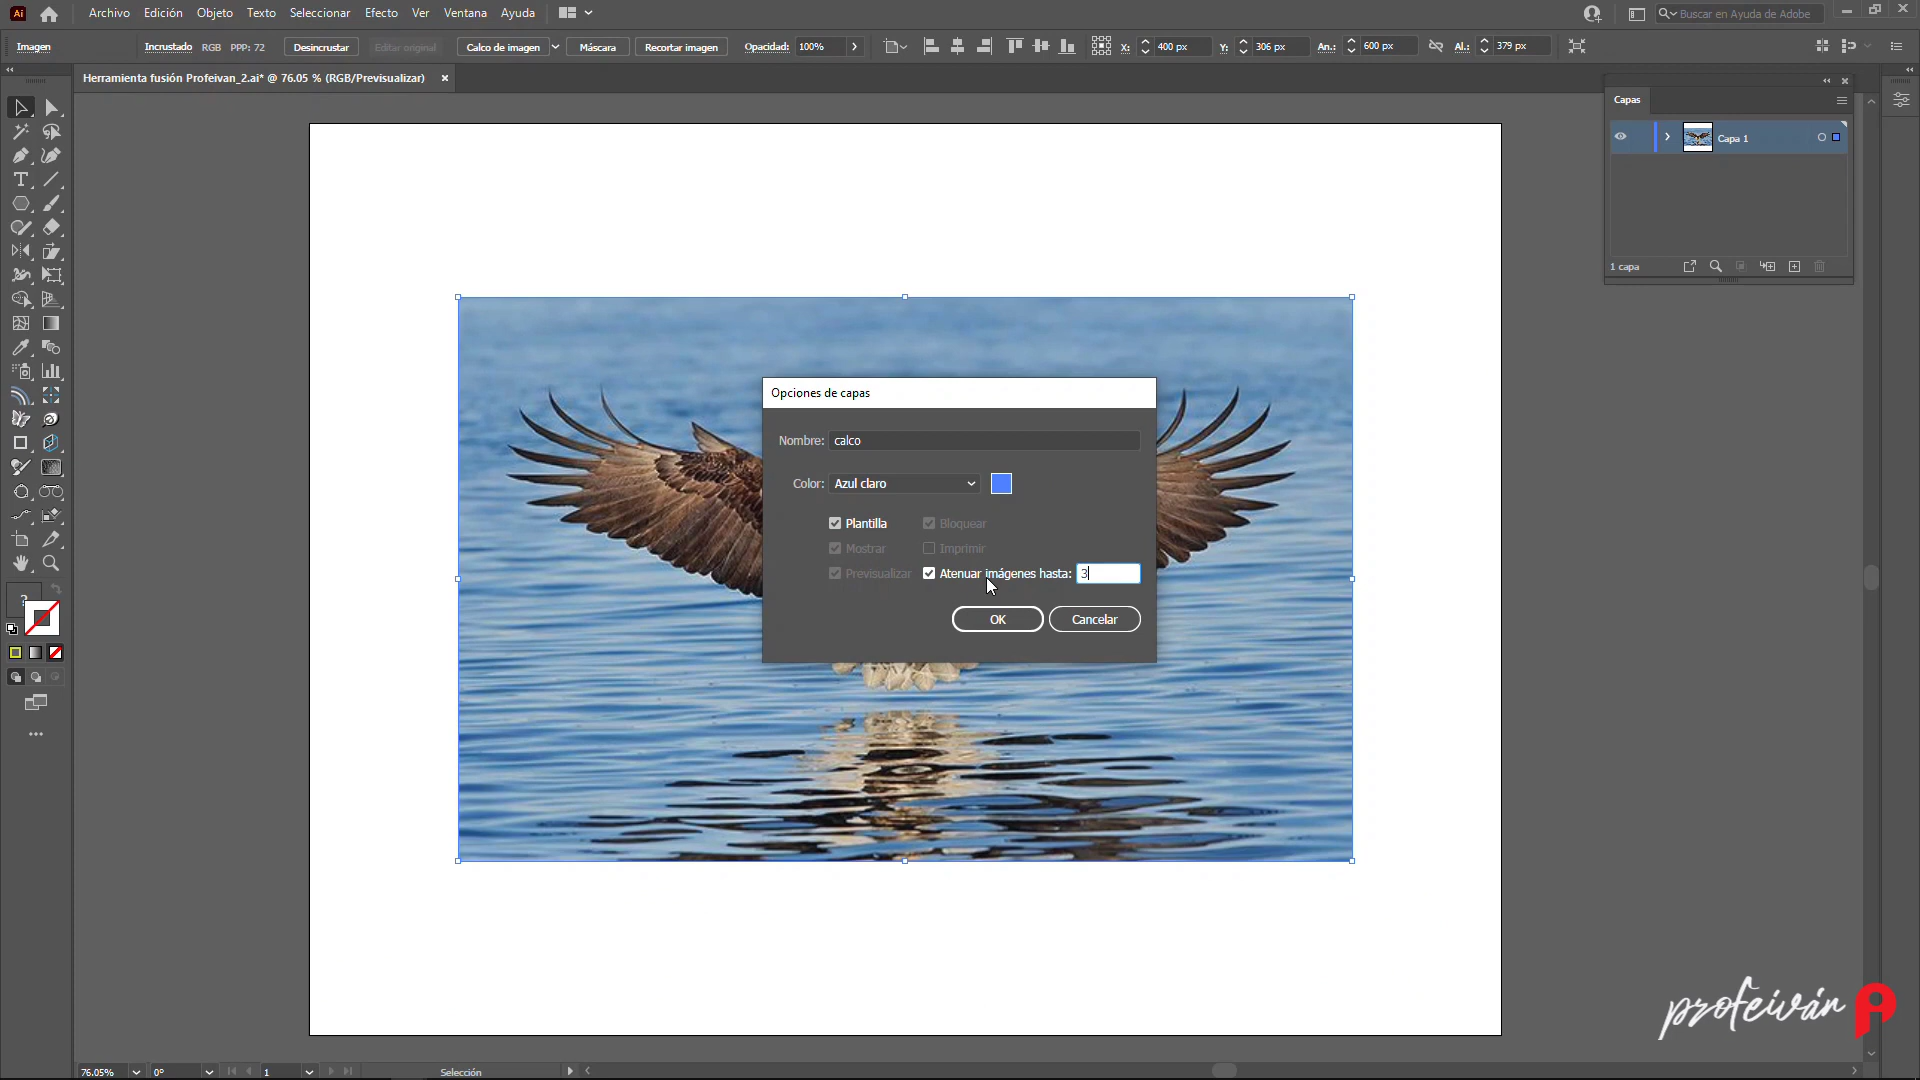 Ai
Archivo Edición Objeto Texto Seleccionar Efecto Ver Ventana Ayuda
Buscar en Ayuda de Adobe
Imagen Incrustado RGB PPP: 72 Desincrustar Editar original Calco de imagen Máscara Recortar imagen Opacidad: 100% X: 400 px Y: 306 px An.: 600 px Al.: 379 px
Herramienta fusión Profeivan_2.ai* @ 76.05 % (RGB/Previsualizar)
Capas
Capa 1
1 capa
Opciones de capas
Nombre: calco
Color: Azul claro
Plantilla Bloquear
Mostrar Imprimir
Previsualizar Atenuar imágenes hasta: 3
OK Cancelar
?
profeiván
76.05% 0° 1 Selección